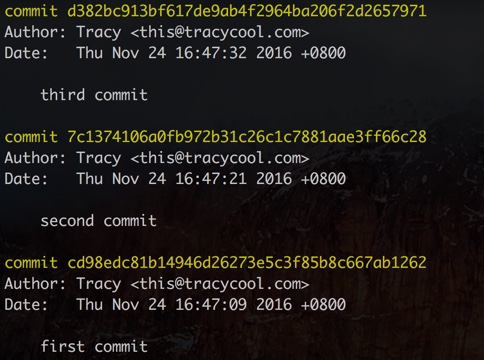 commit d382bc913bf617de9ab4f2964ba206f2d2657971
Author: Tracy <this@tracycool.com>
Date:   Thu Nov 24 16:47:32 2016 +0800
    third commit
commit 7c1374106a0fb972b31c26c1c7881aae3ff66c28
Author: Tracy <this@tracycool.com>
Date:   Thu Nov 24 16:47:21 2016 +0800
    second commit
commit cd98edc81b14946d26273e5c3f85b8c667ab1262
Author: Tracy <this@tracycool.com>
Date:   Thu Nov 24 16:47:09 2016 +0800
    first commit